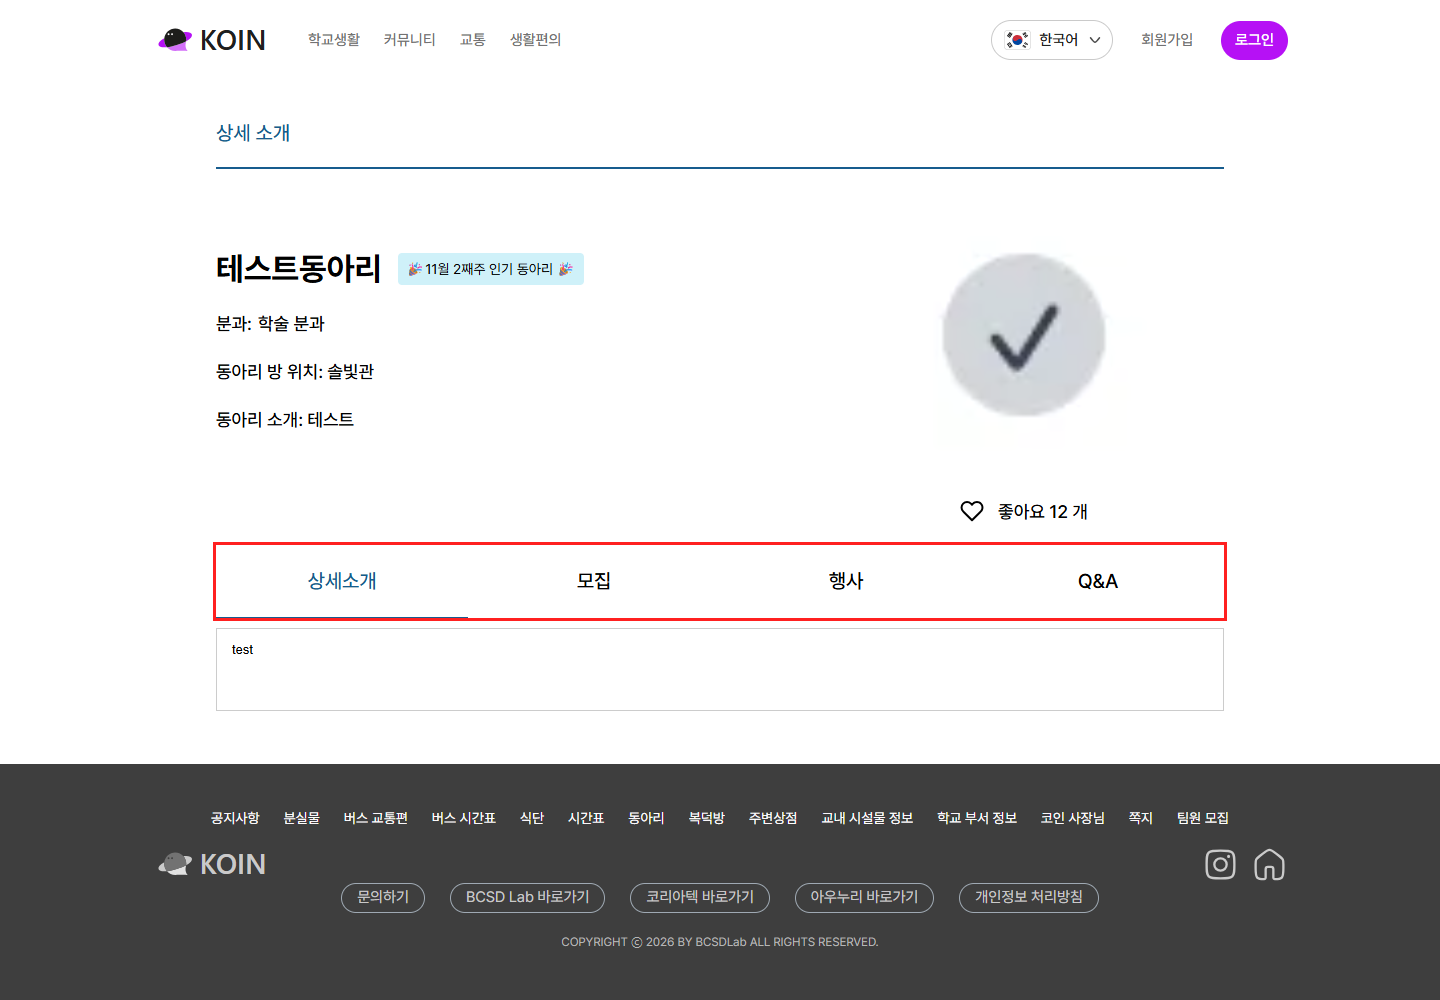 KOIN 학교생활 커뮤니티 교통 생활편의 한국어 회원가입 로그인
상세 소개
테스트동아리 🎉 11월 2째주 인기 동아리 🎉
분과: 학술 분과
동아리 방 위치: 솔빛관
동아리 소개: 테스트
좋아요 12 개
상세소개 모집 행사 Q&A
test
공지사항 분실물 버스 교통편 버스 시간표 식단 시간표 동아리 복덕방 주변상점 교내 시설물 정보 학교 부서 정보 코인 사장님 쪽지 팀원 모집
KOIN
문의하기 BCSD Lab 바로가기 코리아텍 바로가기 아우누리 바로가기 개인정보 처리방침
COPYRIGHT ⓒ 2026 BY BCSDLab ALL RIGHTS RESERVED.